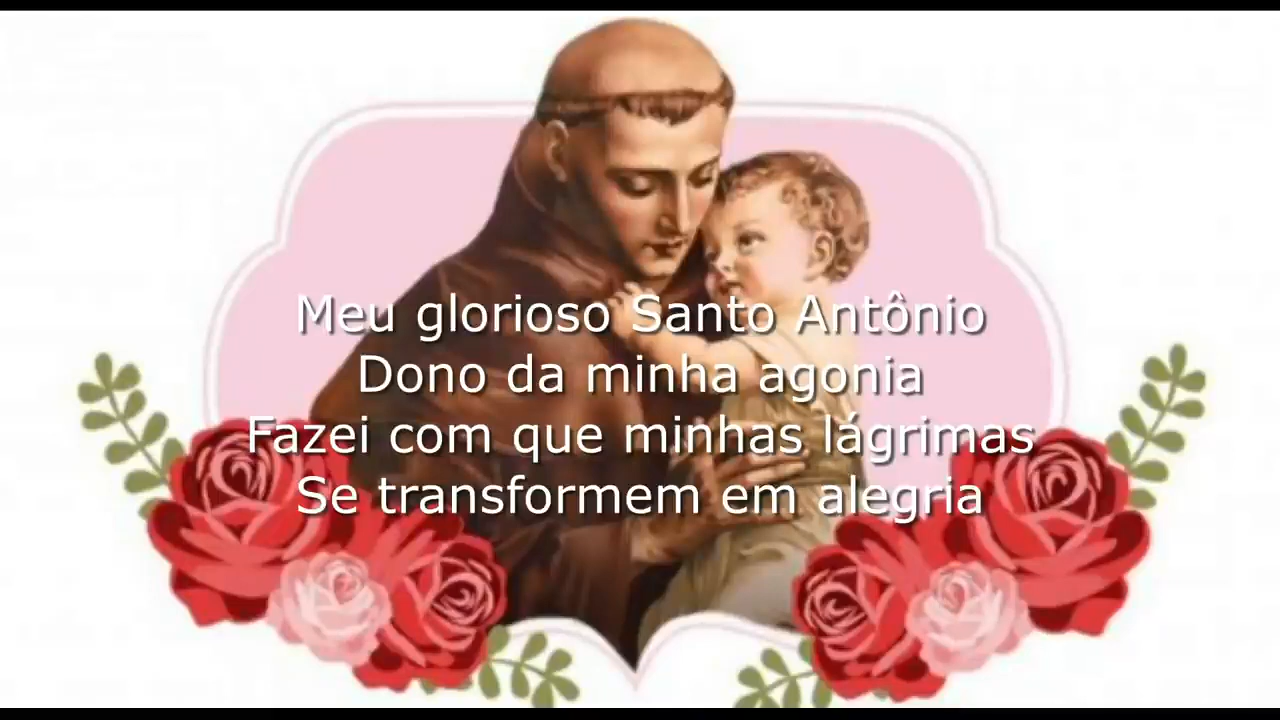 Meu glorioso Santo Antônio
Dono da minha agonia
Fazei com que minhas lágrimas
Se transformem em alegria